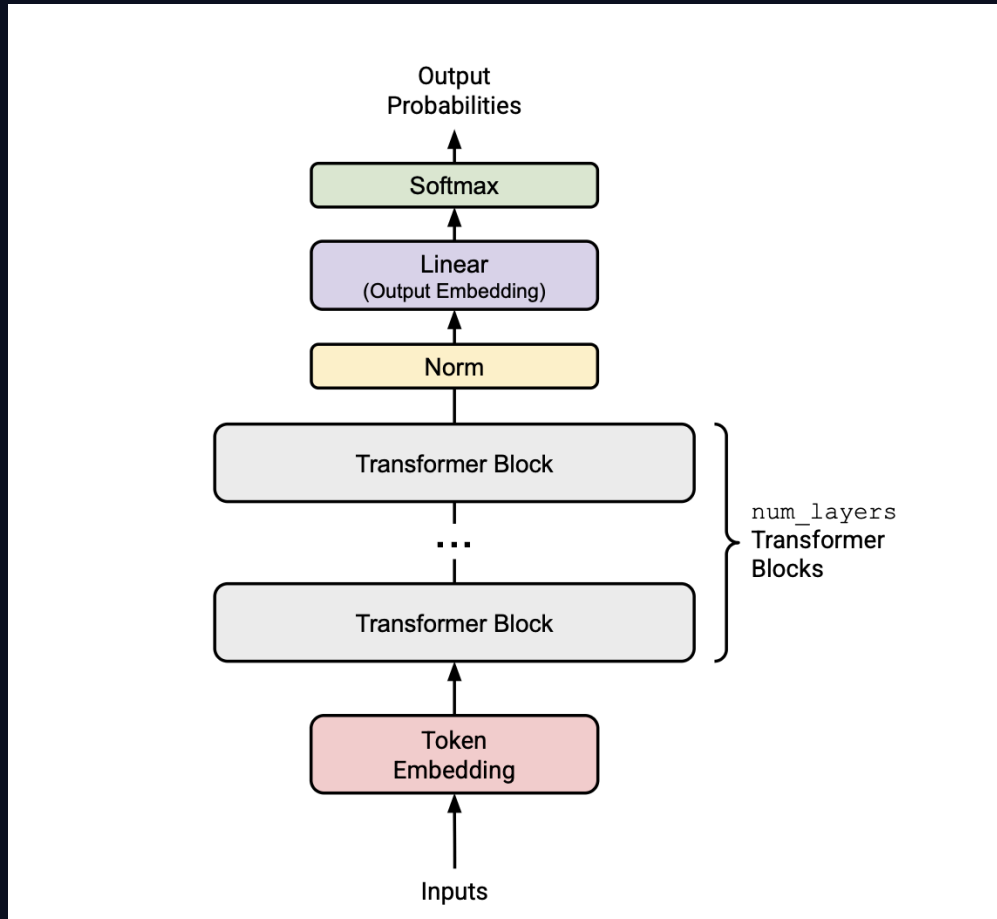 Output
Probabilities
Softmax
Linear
(Output Embedding)
Norm
Transformer Block
...
num_layers
Transformer
Blocks
Transformer Block
Token
Embedding
Inputs